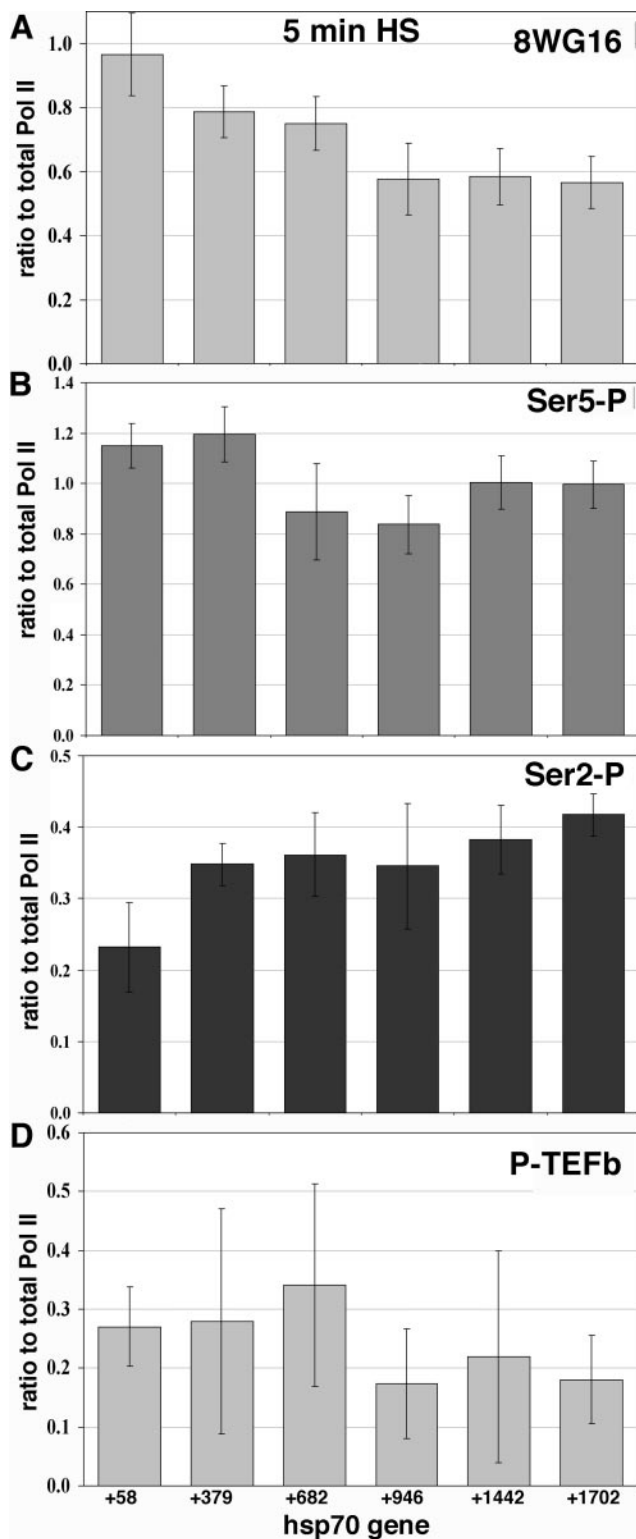 A
5 min HS
8WG16
ratio to total Pol II
1.0
0.8
0.6
0.4
0.2
0.0
B
Ser5-P
ratio to total Pol II
1.4
1.2
1.0
0.8
0.6
0.4
0.2
0.0
C
Ser2-P
ratio to total Pol II
0.5
0.4
0.3
0.2
0.1
0.0
D
P-TEFb
ratio to total Pol II
0.6
0.5
0.4
0.3
0.2
0.1
0.0
+58 +379 +682 +946 +1442 +1702
hsp70 gene